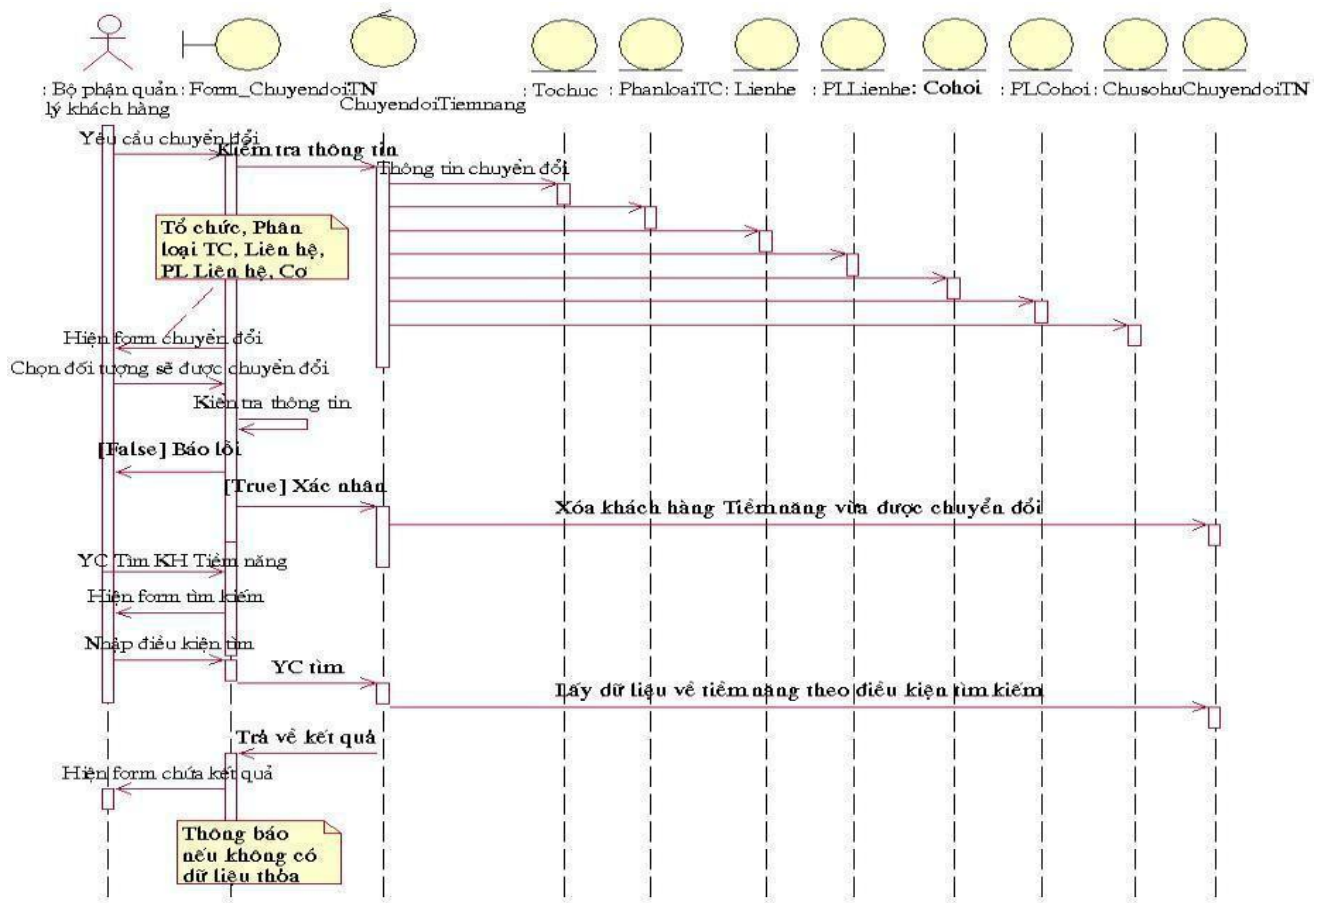 : Bộ phận quản
lý khách hàng
: Form_ChuyendoiTN
ChuyendoiTiemnang
: Tochuc
: PhanloaiTC
: Lienhe
: PLLienhe
: Cohoi
: PLCohoi
: Chusohu
ChuyendoiTN
Yêu cầu chuyển đổi
Kiểm tra thông tin
Thông tin chuyển đổi
Tổ chức, Phân
loại TC, Liên hệ,
PL Liên hệ, Cơ
Hiện form chuyển đổi
Chọn đối tượng sẽ được chuyển đổi
Kiển tra thông tin
[False] Báo lỗi
[True] Xác nhân
Xóa khách hàng Tiềm năng vừa được chuyển đổi
YC Tìm KH Tiềm năng
Hiện form tìm kiếm
Nhập điều kiện tìm
YC tìm
Lấy dữ liệu về tiềm năng theo điều kiện tìm kiếm
Trả về kết quả
Hiện form chứa kết quả
Thông báo
nếu không có
dữ liệu thỏa